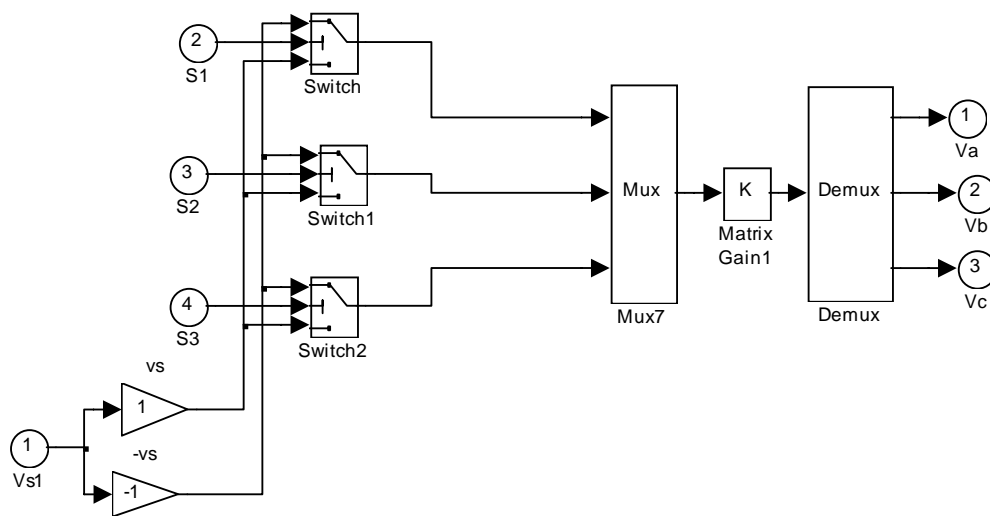 2
S1
Switch
3
S2
Switch1
4
S3
Switch2
vs
1
-vs
-1
1
Vs1
Mux
Mux7
K
Matrix
Gain1
Demux
Demux
1
Va
2
Vb
3
Vc